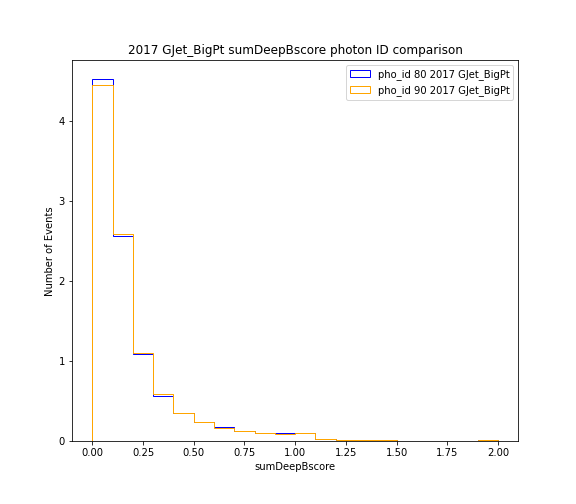 2017 GJet_BigPt sumDeepBscore photon ID comparison
pho_id 80 2017 GJet_BigPt
pho_id 90 2017 GJet_BigPt
Number of Events
4
3
2
1
0
0.00 0.25 0.50 0.75 1.00 1.25 1.50 1.75 2.00
sumDeepBscore